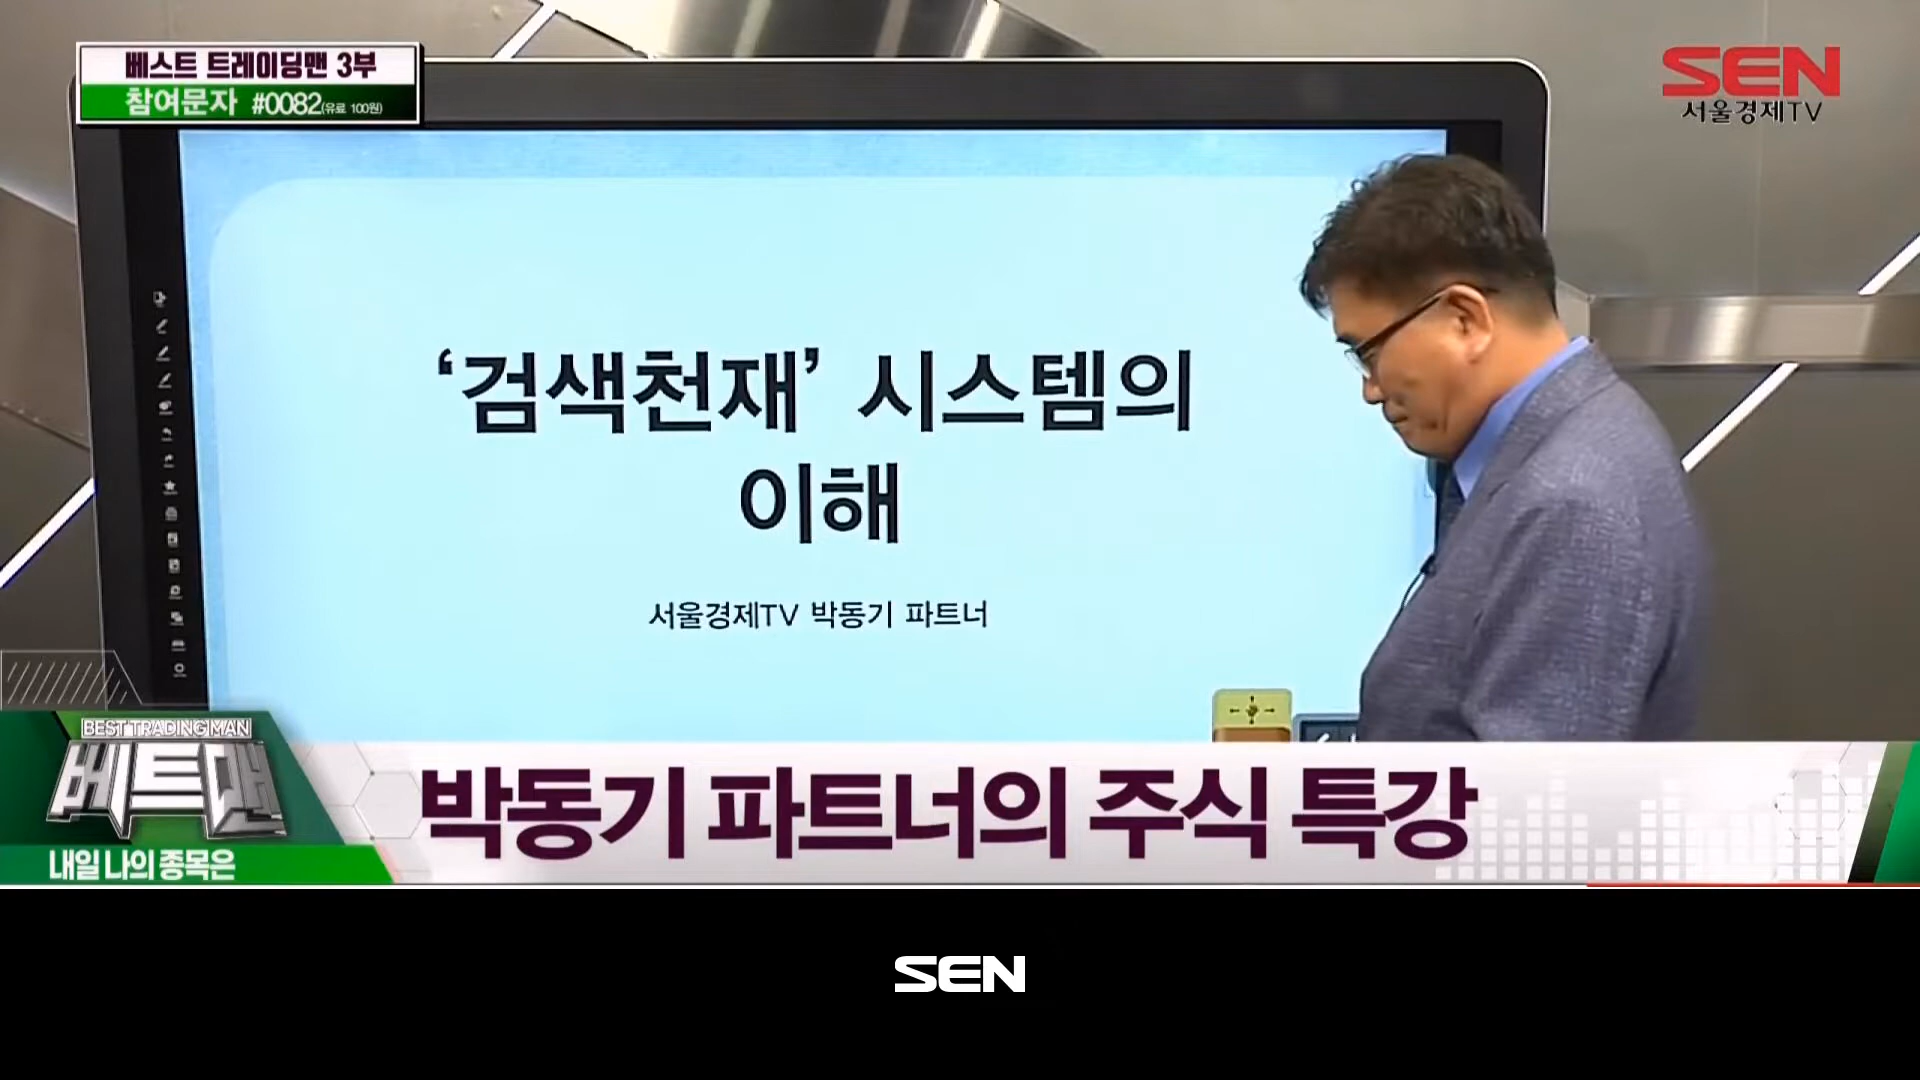 베스트 트레이딩맨 3부
참여문자 #0082(유료 100원)
SEN
서울경제TV
‘검색천재’ 시스템의
이해
서울경제TV 박동기 파트너
BEST TRADING MAN
베트맨
내일 나의 종목은
박동기 파트너의 주식 특강
SEN